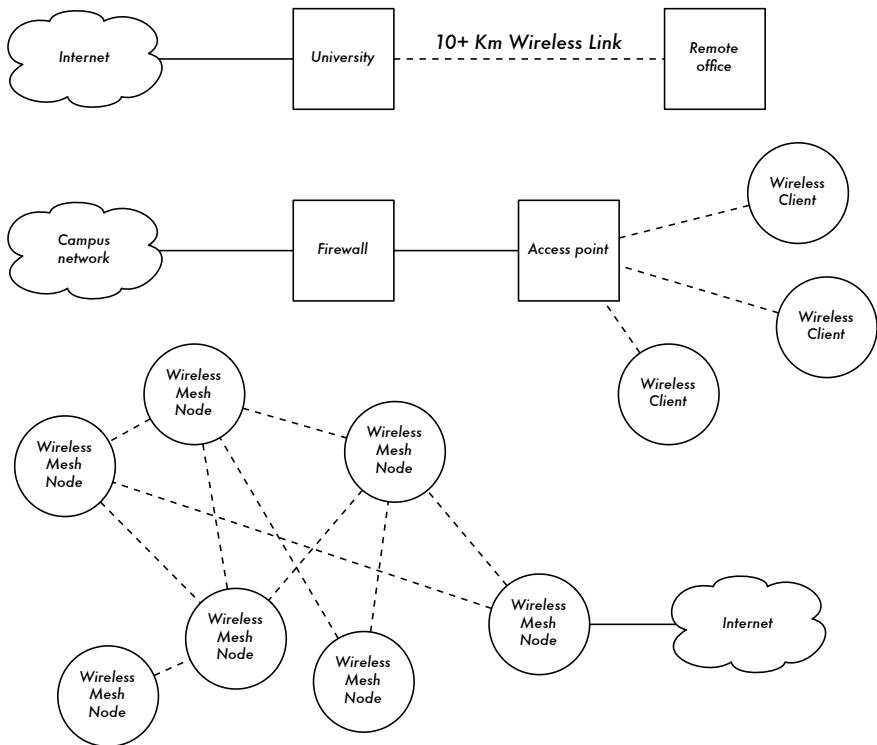 Internet
University
10+ Km Wireless Link
Remote
office
Campus
network
Firewall
Access point
Wireless
Client
Wireless
Client
Wireless
Client
Wireless
Mesh
Node
Wireless
Mesh
Node
Wireless
Mesh
Node
Wireless
Mesh
Node
Wireless
Mesh
Node
Wireless
Mesh
Node
Wireless
Mesh
Node
Internet